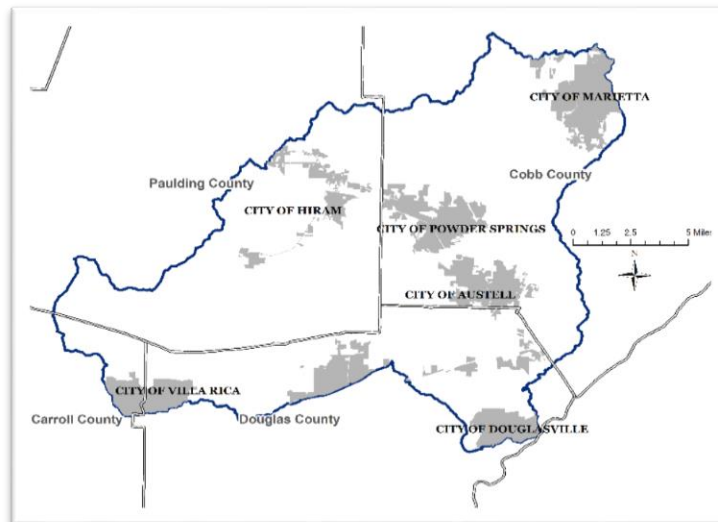 CITY OF MARIETTA
Cobb County
Paulding County
CITY OF HIRAM
CITY OF POWDER SPRINGS
0 1.25 2.5 5 Miles
N
CITY OF AUSTELL
CITY OF VILLA RICA
Carroll County
Douglas County
CITY OF DOUGLASVILLE